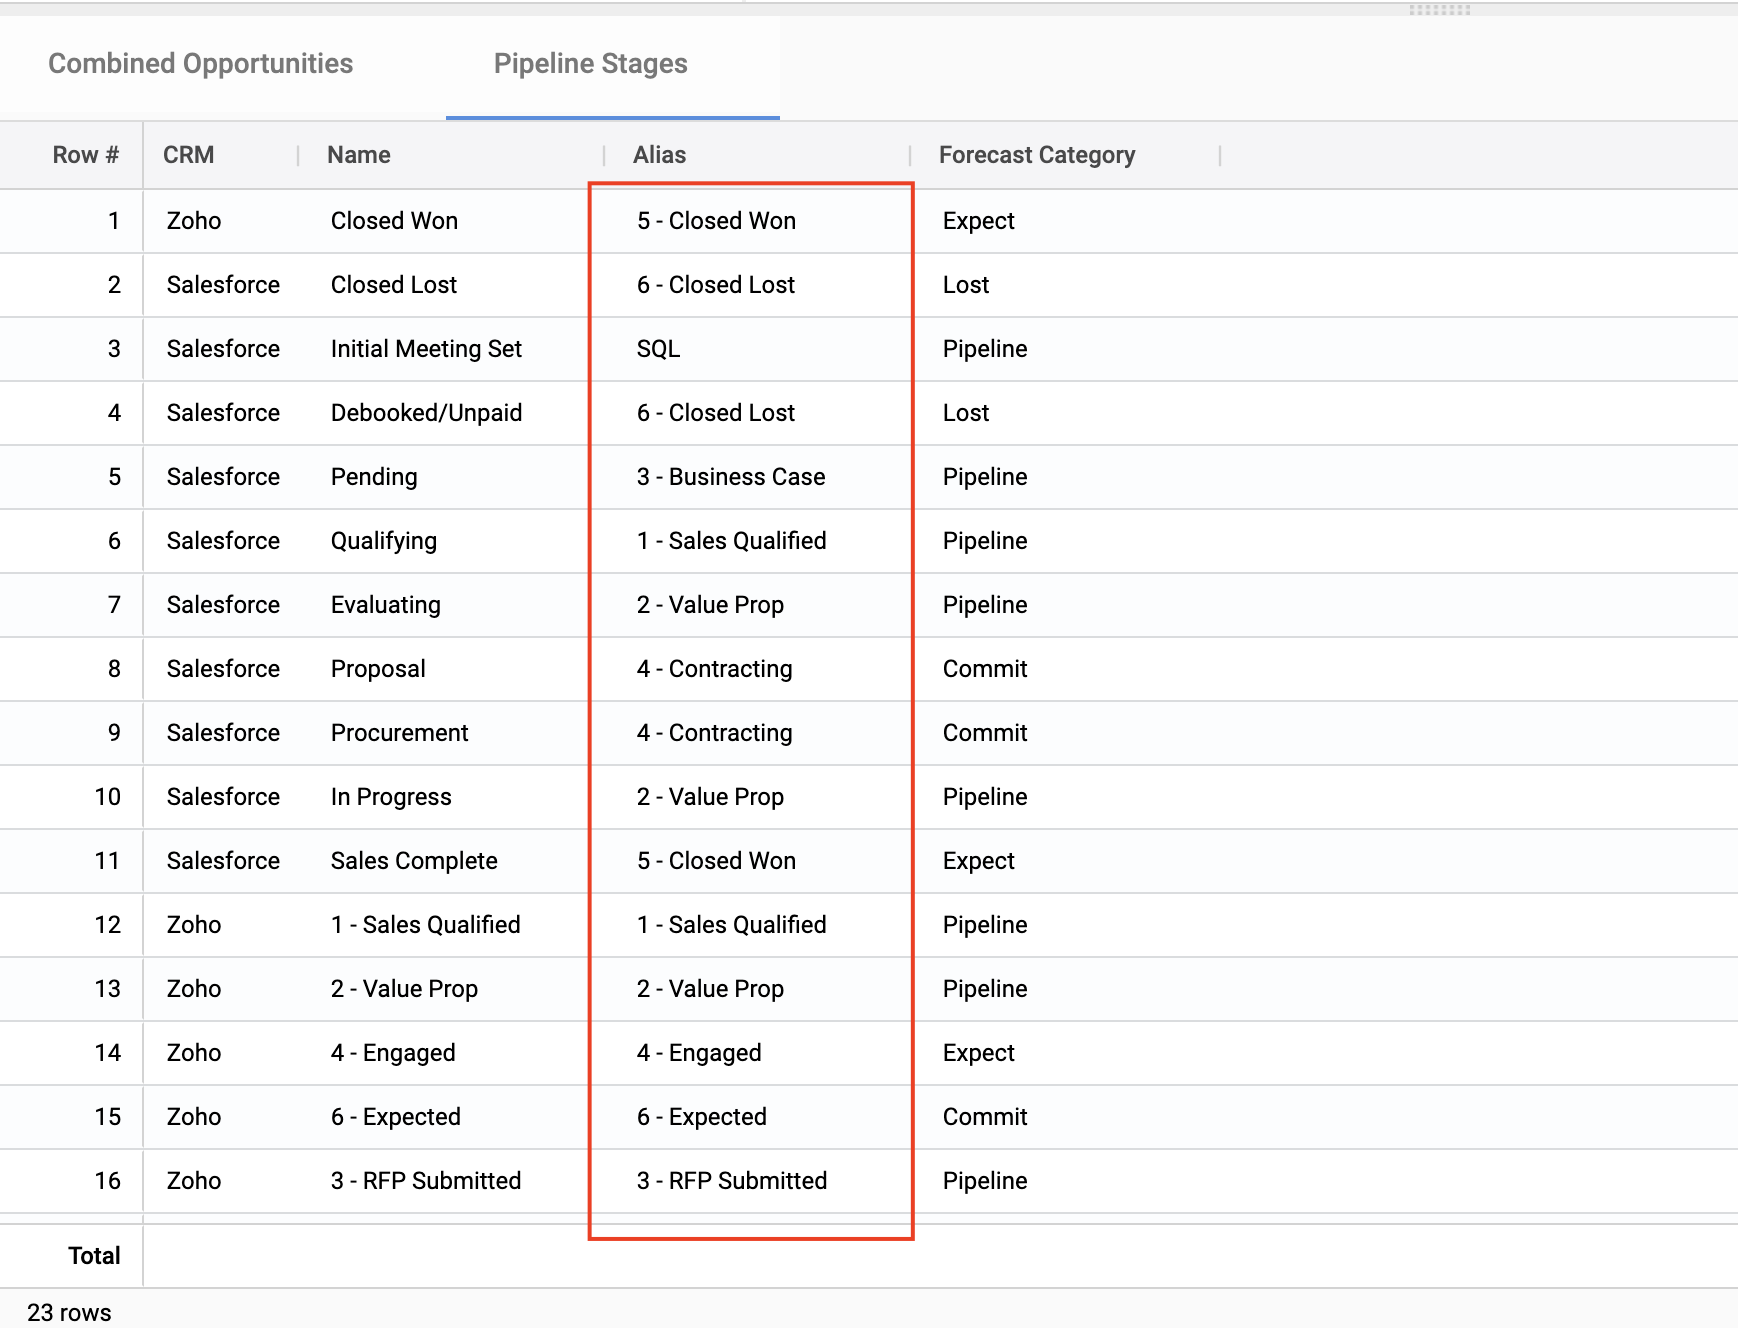 Combined Opportunities Pipeline Stages
Row # CRM Name Alias Forecast Category
1 Zoho Closed Won 5 - Closed Won Expect
2 Salesforce Closed Lost 6 - Closed Lost Lost
3 Salesforce Initial Meeting Set SQL Pipeline
4 Salesforce Debooked/Unpaid 6 - Closed Lost Lost
5 Salesforce Pending 3 - Business Case Pipeline
6 Salesforce Qualifying 1 - Sales Qualified Pipeline
7 Salesforce Evaluating 2 - Value Prop Pipeline
8 Salesforce Proposal 4 - Contracting Commit
9 Salesforce Procurement 4 - Contracting Commit
10 Salesforce In Progress 2 - Value Prop Pipeline
11 Salesforce Sales Complete 5 - Closed Won Expect
12 Zoho 1 - Sales Qualified 1 - Sales Qualified Pipeline
13 Zoho 2 - Value Prop 2 - Value Prop Pipeline
14 Zoho 4 - Engaged 4 - Engaged Expect
15 Zoho 6 - Expected 6 - Expected Commit
16 Zoho 3 - RFP Submitted 3 - RFP Submitted Pipeline
Total
23 rows